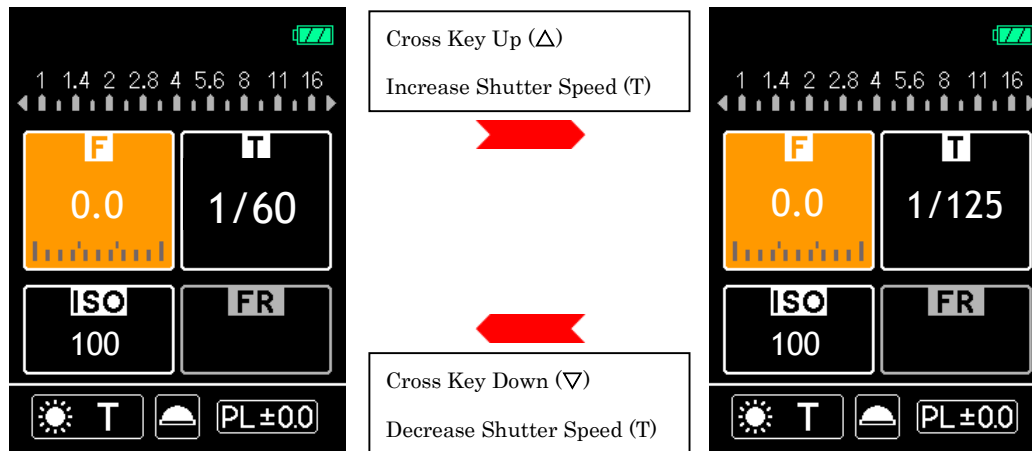 1 1.4 2 2.8 4 5.6 8 11 16
F T
0.0 1/60
ISO FR
100
T PL±0.0
Cross Key Up (△)
Increase Shutter Speed (T)
Cross Key Down (▽)
Decrease Shutter Speed (T)
1 1.4 2 2.8 4 5.6 8 11 16
F T
0.0 1/125
ISO FR
100
T PL±0.0